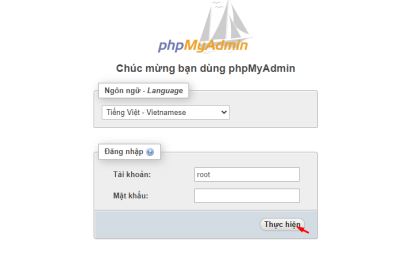 phpMyAdmin
Chúc mừng bạn dùng phpMyAdmin
Ngôn ngữ - Language
Tiếng Việt - Vietnamese
Đăng nhập
Tài khoản:
root
Mật khẩu:
Thực hiện